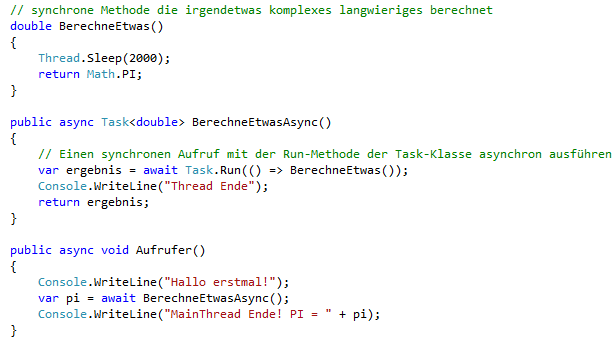 // synchrone Methode die irgendetwas komplexes langwieriges berechnet
double BerechneEtwas()
{
    Thread.Sleep(2000);
    return Math.PI;
}

public async Task<double> BerechneEtwasAsync()
{
    // Einen synchronen Aufruf mit der Run-Methode der Task-Klasse asynchron ausführen
    var ergebnis = await Task.Run(() => BerechneEtwas());
    Console.WriteLine("Thread Ende");
    return ergebnis;
}

public async void Aufrufer()
{
    Console.WriteLine("Hallo erstmal!");
    var pi = await BerechneEtwasAsync();
    Console.WriteLine("MainThread Ende! PI = " + pi);
}